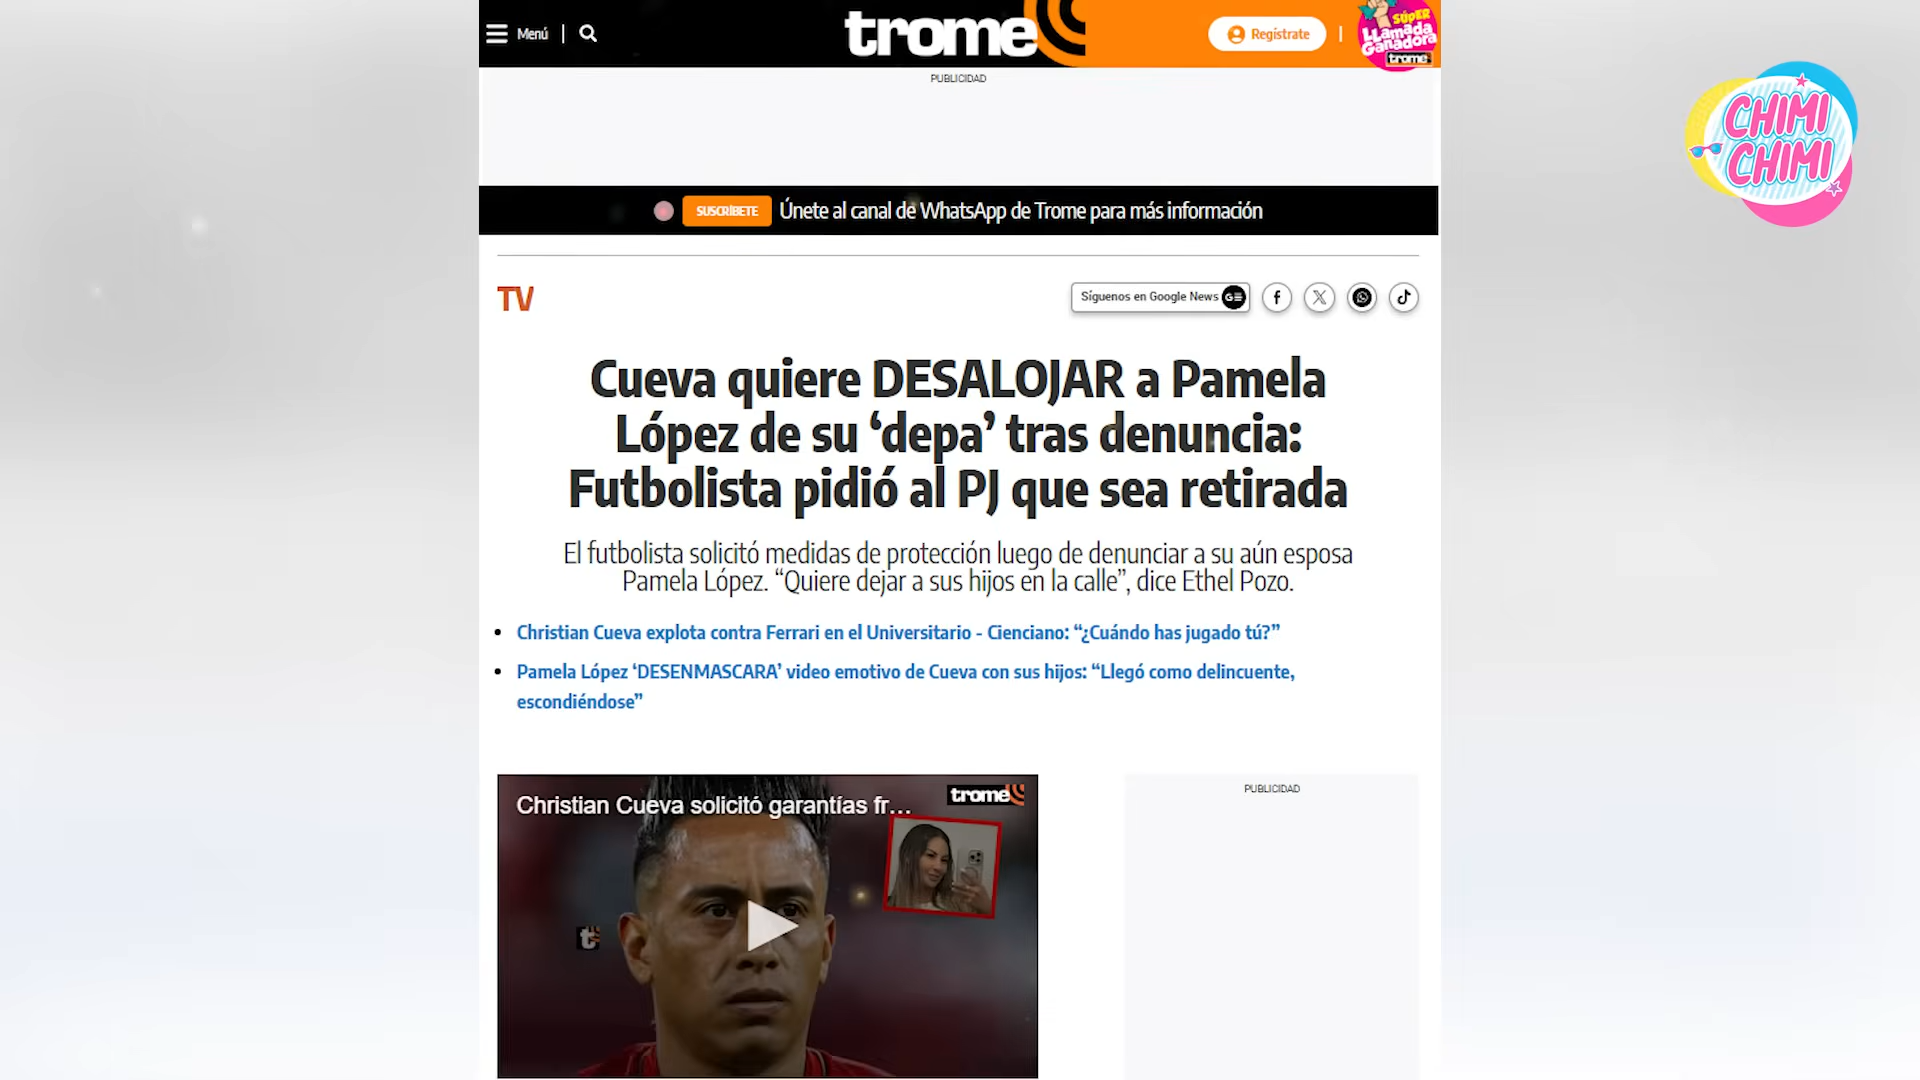 Menú
trome
Regístrate
SÚPER
LLamada
Ganadora
trome
PUBLICIDAD
CHIMI
CHIMI
SUSCRÍBETE
Únete al canal de WhatsApp de Trome para más información
TV
Síguenos en Google News
Cueva quiere DESALOJAR a Pamela
López de su ‘depa’ tras denuncia:
Futbolista pidió al PJ que sea retirada
El futbolista solicitó medidas de protección luego de denunciar a su aún esposa
Pamela López. “Quiere dejar a sus hijos en la calle”, dice Ethel Pozo.
Christian Cueva explota contra Ferrari en el Universitario - Cienciano: “¿Cuándo has jugado tú?”
Pamela López ‘DESENMASCARA’ video emotivo de Cueva con sus hijos: “Llegó como delincuente,
escondiéndose”
Christian Cueva solicitó garantías fr...
trome
t
PUBLICIDAD